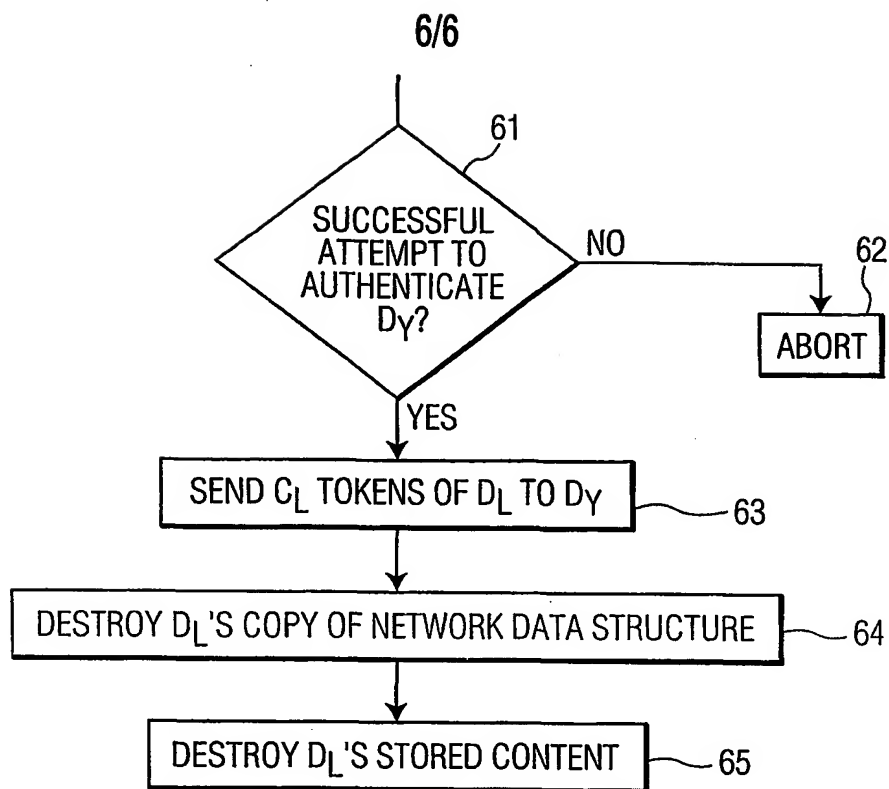 6/6
61
SUCCESSFUL
ATTEMPT TO
AUTHENTICATE
DY?
NO
62
ABORT
YES
SEND CL TOKENS OF DL TO DY
63
DESTROY DL'S COPY OF NETWORK DATA STRUCTURE
64
DESTROY DL'S STORED CONTENT
65